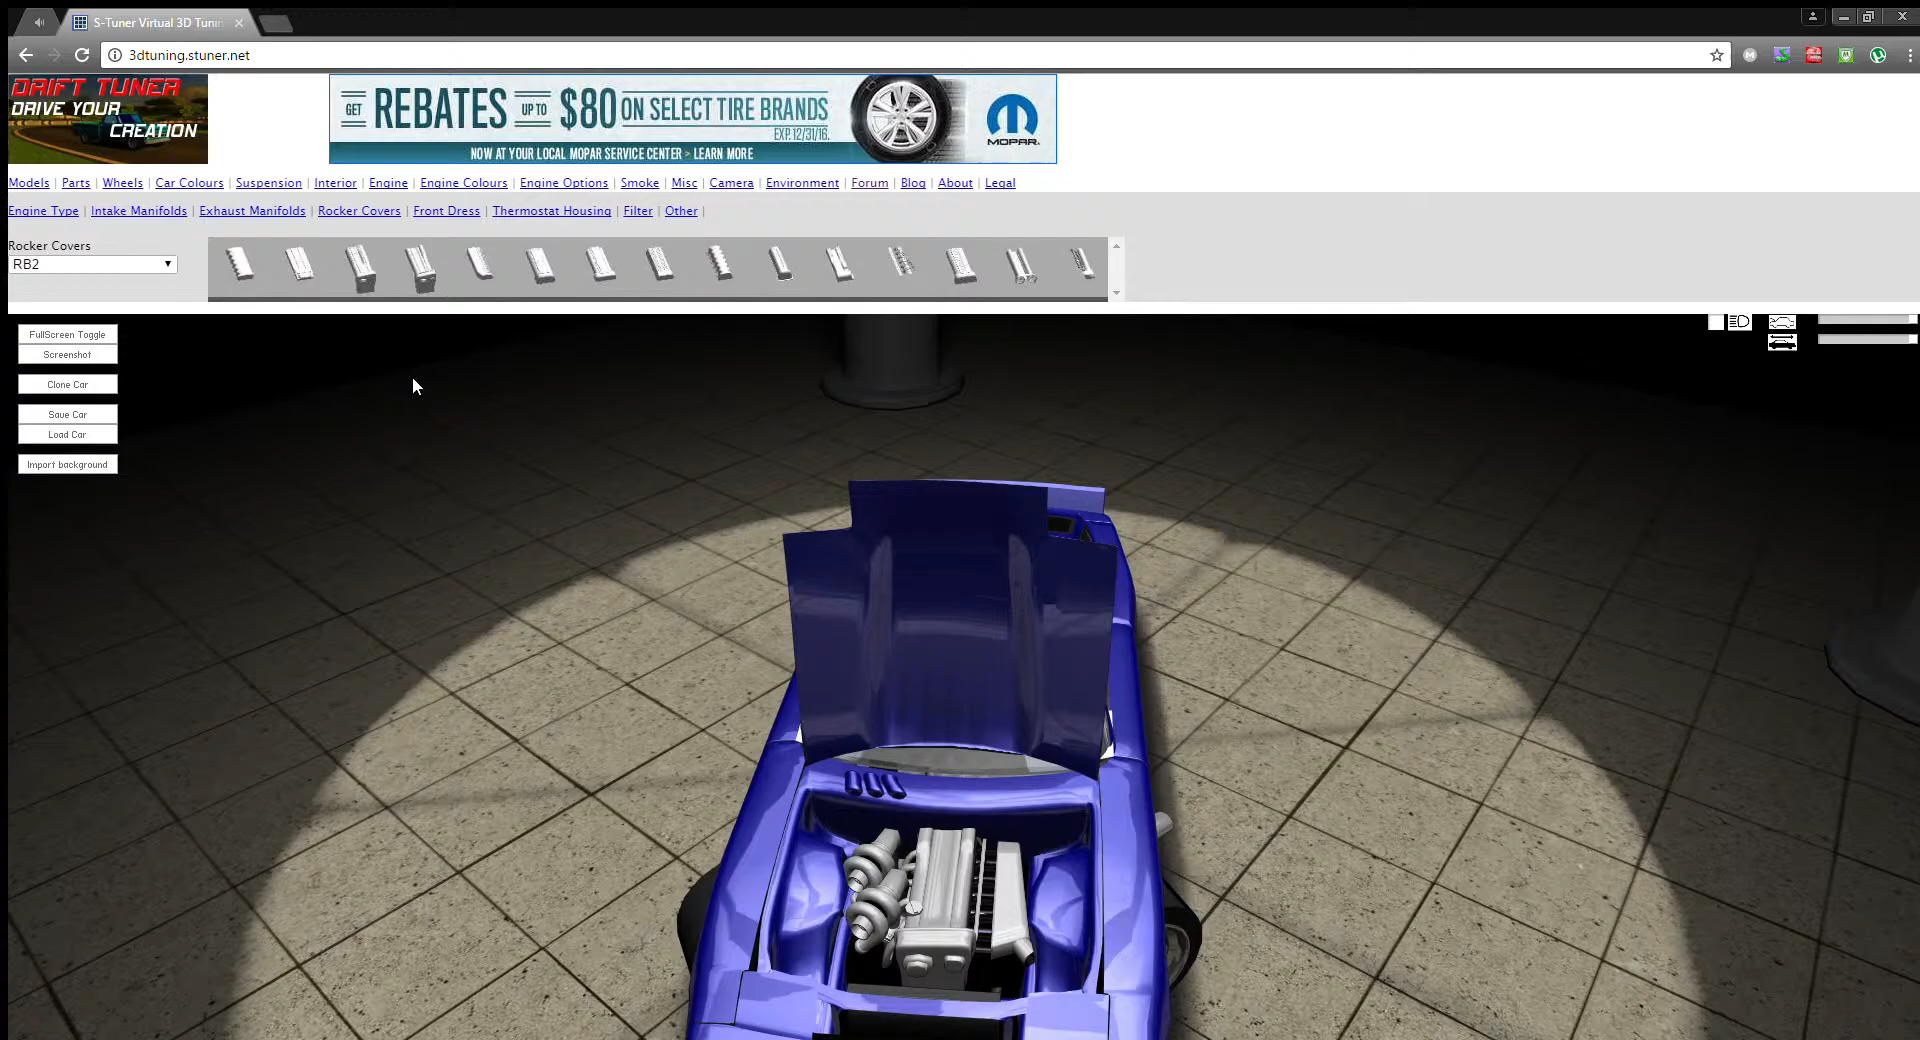 S-Tuner Virtual 3D Tunin
3dtuning.stuner.net
DRIFT TUNER
DRIVE YOUR
CREATION
GET REBATES UP TO $80 ON SELECT TIRE BRANDS
EXP. 12/31/16.
NOW AT YOUR LOCAL MOPAR SERVICE CENTER > LEARN MORE
MOPAR
Models | Parts | Wheels | Car Colours | Suspension | Interior | Engine | Engine Colours | Engine Options | Smoke | Misc | Camera | Environment | Forum | Blog | About | Legal
Engine Type | Intake Manifolds | Exhaust Manifolds | Rocker Covers | Front Dress | Thermostat Housing | Filter | Other |
Rocker Covers
RB2
FullScreen Toggle
Screenshot
Clone Car
Save Car
Load Car
Import background